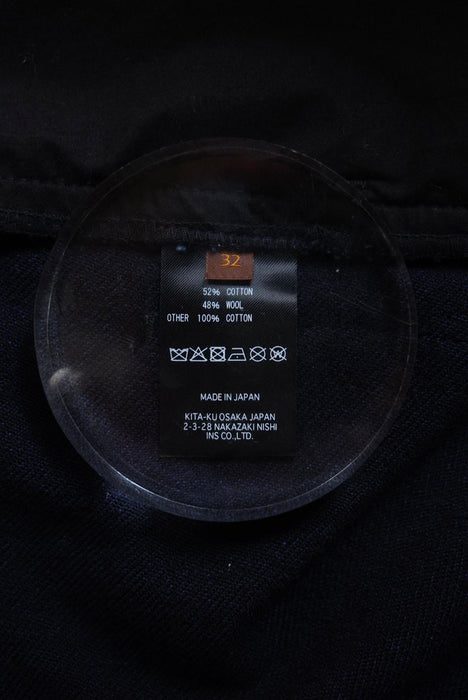 32
52% COTTON
48% WOOL
OTHER 100% COTTON
MADE IN JAPAN
KITA-KU OSAKA JAPAN
2-3-28 NAKAZAKI NISHI
INS CO.,LTD.